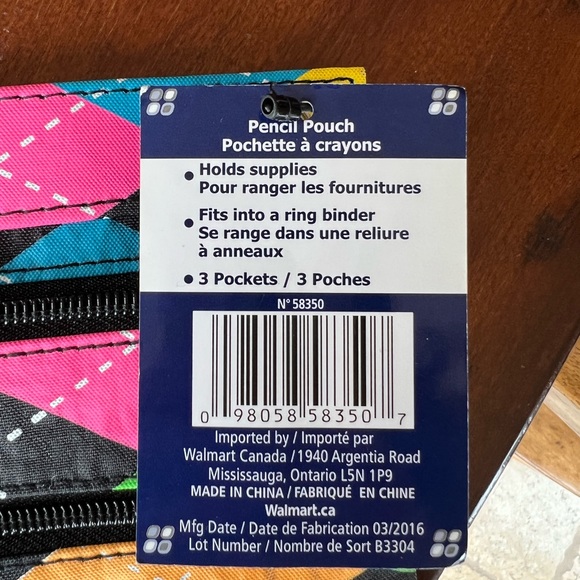 Pencil Pouch
Pochette à crayons
• Holds supplies
Pour ranger les fournitures
• Fits into a ring binder
Se range dans une reliure
à anneaux
• 3 Pockets / 3 Poches
N° 58350
0 98058 58350 7
Imported by / Importé par
Walmart Canada / 1940 Argentia Road
Mississauga, Ontario L5N 1P9
MADE IN CHINA / FABRIQUÉ EN CHINE
Walmart.ca
Mfg Date / Date de Fabrication 03/2016
Lot Number / Nombre de Sort B3304